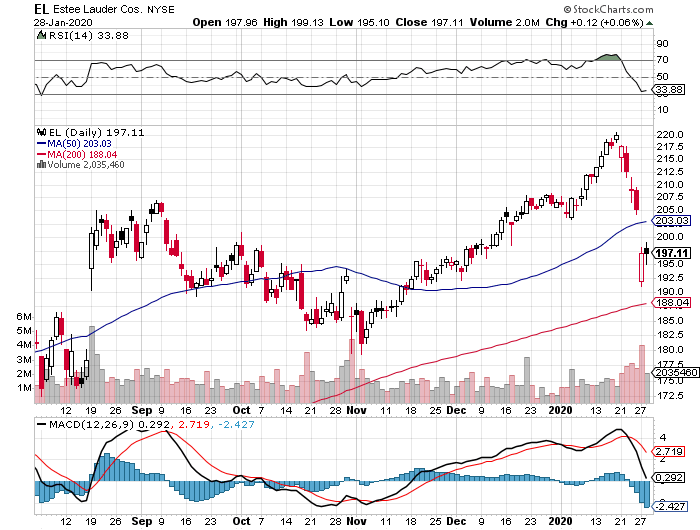 EL Estee Lauder Cos. NYSE © StockCharts.com
28-Jan-2020 Open 197.96 High 199.13 Low 195.10 Close 197.11 Volume 2.0M Chg +0.12 (+0.06%)
RSI(14) 33.88
90
70
50
33.88
30
10
EL (Daily) 197.11
MA(50) 203.03
MA(200) 188.04
Volume 2,035,460
220.0
217.5
215.0
212.5
210.0
207.5
205.0
203.03
200.0
197.11
195.0
192.5
190.0
188.04
185.0
182.5
180.0
177.5
175.0
172.5
6M
5M
4M
3M
2M
1M
2035460
12 19 26 Sep 9 16 23 Oct 7 14 21 28 Nov 11 18 25 Dec 9 16 23 2020 13 21 27
MACD(12,26,9) 0.292, 2.719, -2.427
4
2.719
0.292
-2.427
12 19 26 Sep 9 16 23 Oct 7 14 21 28 Nov 11 18 25 Dec 9 16 23 2020 13 21 27